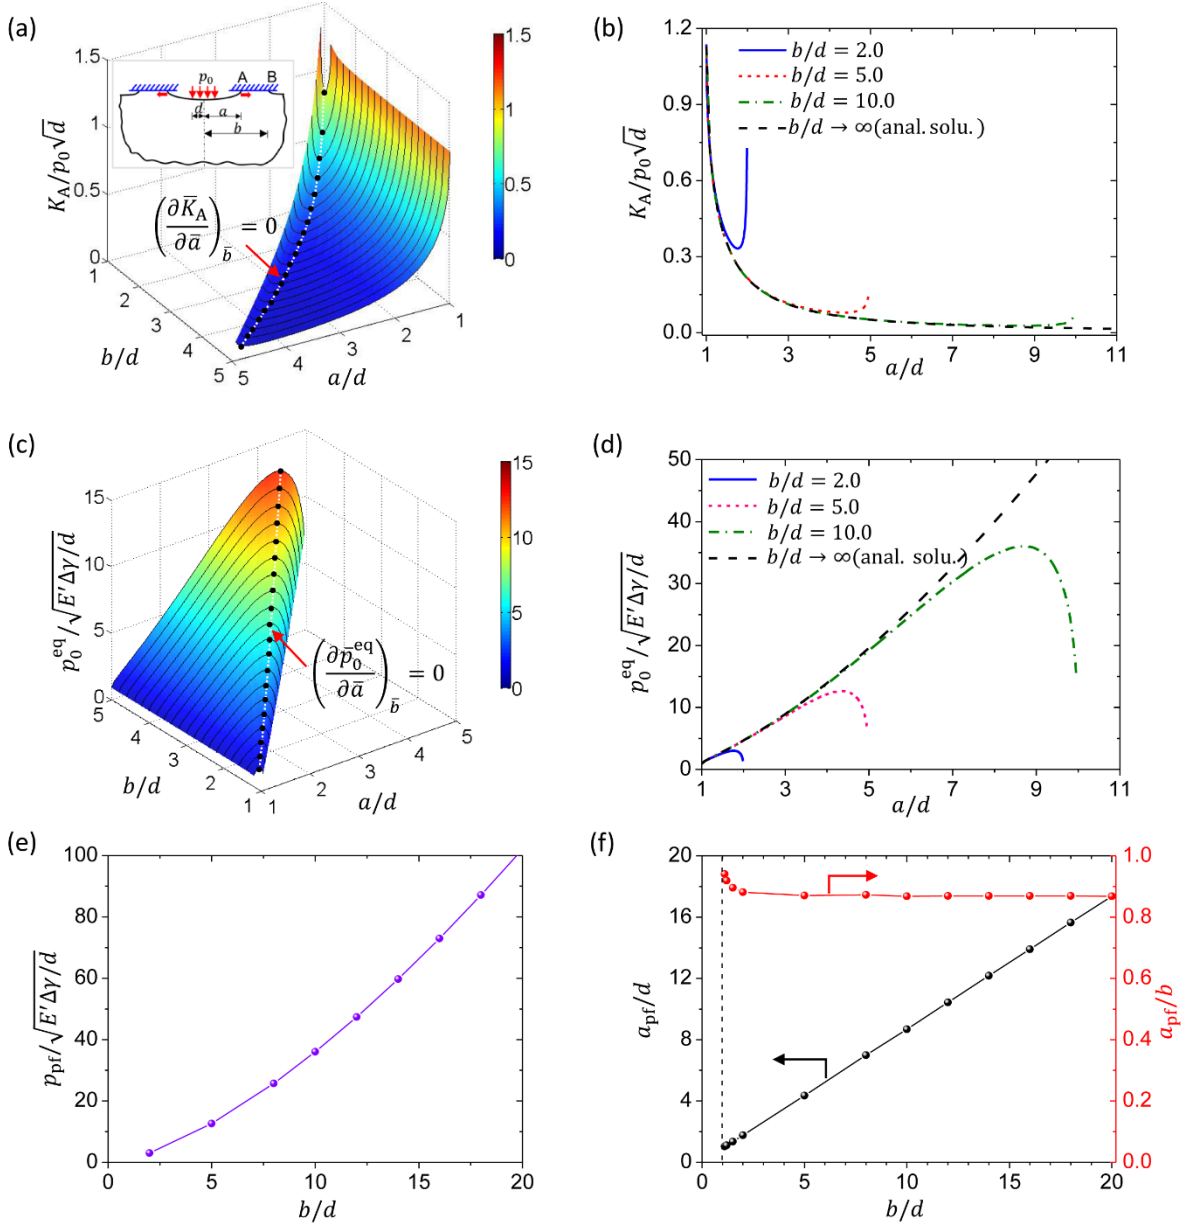 (a)
1.5
1
0.5
0
K_A/p_0√d
p_0
A
B
d
a
b
(∂K̄_A/∂ā)_b̄ = 0
1
2
3
4
5
b/d
5
4
3
2
1
a/d
1.5
1
0.5
0
(b)
1.2
0.9
0.6
0.3
0.0
K_A/p_0√d
b/d = 2.0
b/d = 5.0
b/d = 10.0
b/d → ∞(anal. solu.)
1 3 5 7 9 11
a/d
(c)
15
10
5
0
p_0^eq/√E′Δγ/d
(∂p̄_0^eq/∂ā)_b̄ = 0
5
4
3
2
1
b/d
1
2
3
4
5
a/d
15
10
5
0
(d)
50
40
30
20
10
0
p_0^eq/√E′Δγ/d
b/d = 2.0
b/d = 5.0
b/d = 10.0
b/d → ∞(anal. solu.)
1 3 5 7 9 11
a/d
(e)
100
80
60
40
20
0
p_pf/√E′Δγ/d
0 5 10 15 20
b/d
(f)
20
16
12
8
4
0
a_pf/d
1.0
0.8
0.6
0.4
0.2
0.0
a_pf/b
0 5 10 15 20
b/d